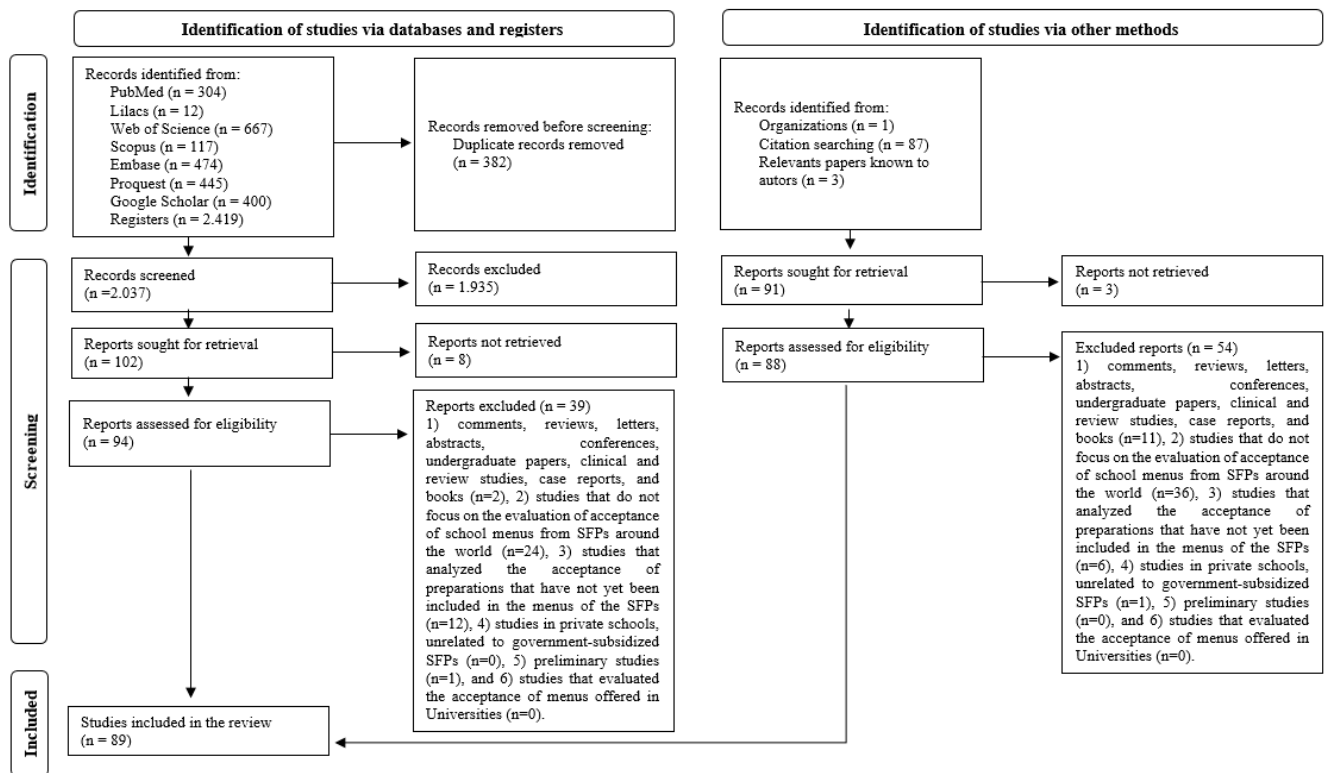 Identification of studies via databases and registers
Identification of studies via other methods
Identification
Records identified from:
PubMed (n = 304)
Lilacs (n = 12)
Web of Science (n = 667)
Scopus (n = 117)
Embase (n = 474)
Proquest (n = 445)
Google Scholar (n = 400)
Registers (n = 2.419)
Records removed before screening:
Duplicate records removed
(n = 382)
Records identified from:
Organizations (n = 1)
Citation searching (n = 87)
Relevants papers known to
autors (n = 3)
Screening
Records screened
(n =2.037)
Records excluded
(n = 1.935)
Reports sought for retrieval
(n = 91)
Reports not retrieved
(n = 3)
Reports sought for retrieval
(n = 102)
Reports not retrieved
(n = 8)
Reports assessed for eligibility
(n = 88)
Excluded reports (n = 54)
1) comments, reviews, letters,
abstracts, conferences,
undergraduate papers, clinical and
review studies, case reports, and
books (n=11), 2) studies that do not
focus on the evaluation of acceptance
of school menus from SFPs around
the world (n=36), 3) studies that
analyzed the acceptance of
preparations that have not yet been
included in the menus of the SFPs
(n=6), 4) studies in private schools,
unrelated to government-subsidized
SFPs (n=1), 5) preliminary studies
(n=0), and 6) studies that evaluated
the acceptance of menus offered in
Universities (n=0).
Reports assessed for eligibility
(n = 94)
Reports excluded (n = 39)
1) comments, reviews, letters,
abstracts, conferences,
undergraduate papers, clinical and
review studies, case reports, and
books (n=2), 2) studies that do not
focus on the evaluation of acceptance
of school menus from SFPs around
the world (n=24), 3) studies that
analyzed the acceptance of
preparations that have not yet been
included in the menus of the SFPs
(n=12), 4) studies in private schools,
unrelated to government-subsidized
SFPs (n=0), 5) preliminary studies
(n=1), and 6) studies that evaluated
the acceptance of menus offered in
Universities (n=0).
Included
Studies included in the review
(n = 89)